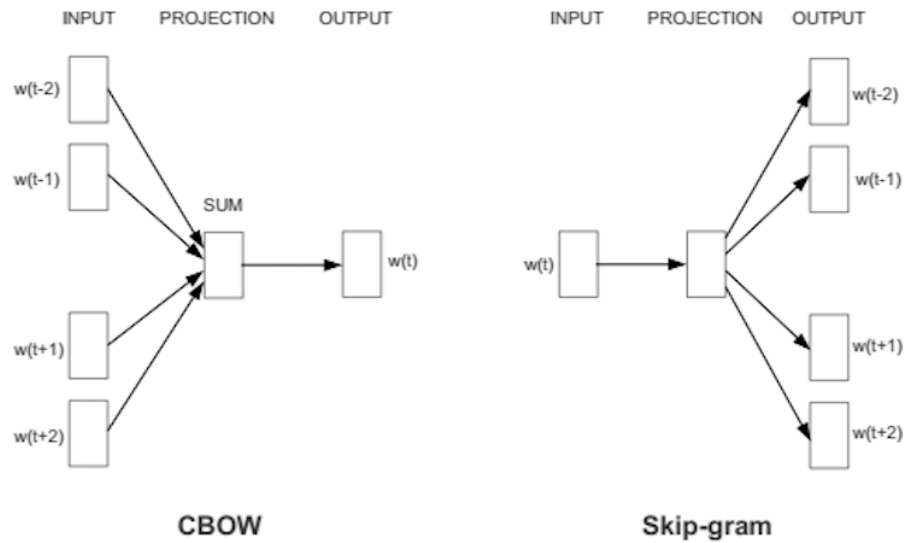 INPUT PROJECTION OUTPUT
w(t-2)
w(t-1)
SUM
w(t)
w(t+1)
w(t+2)
CBOW
INPUT PROJECTION OUTPUT
w(t-2)
w(t-1)
w(t)
w(t+1)
w(t+2)
Skip-gram